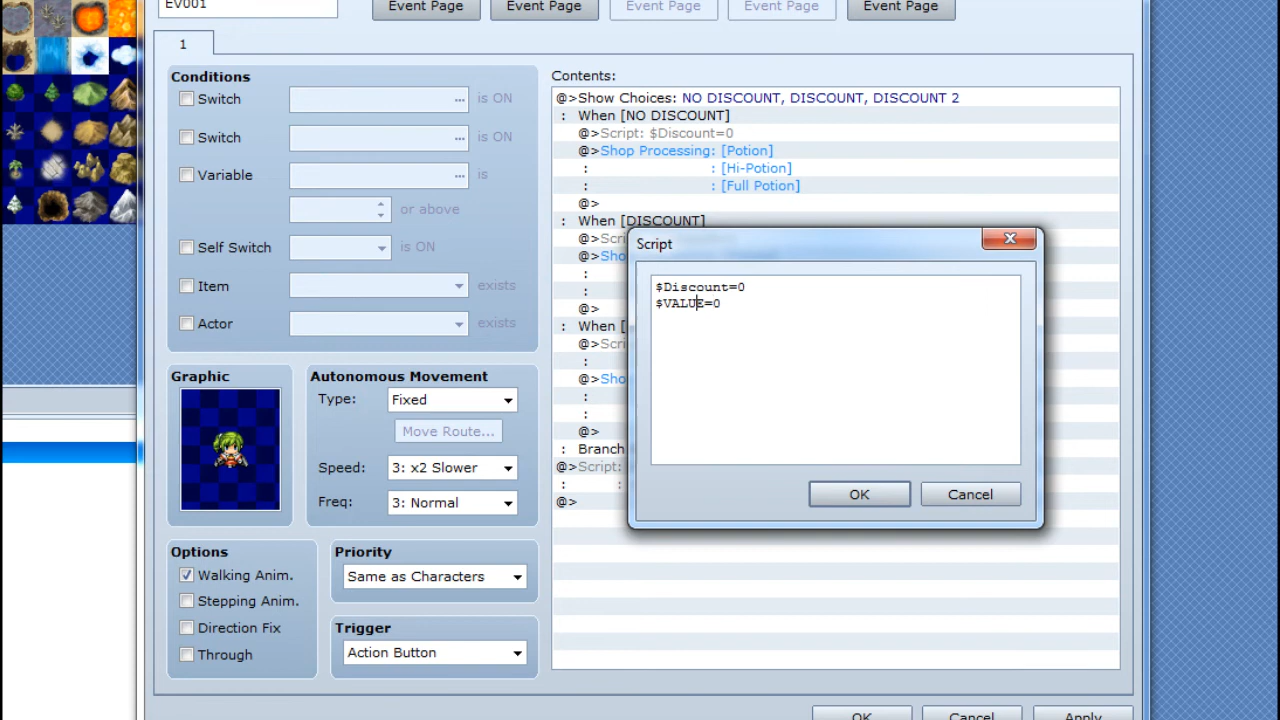 EV001
Event Page
Event Page
Event Page
Event Page
Event Page
1
Conditions
Switch
... is ON
Switch
... is ON
Variable
... is
or above
Self Switch
is ON
Item
exists
Actor
exists
Graphic
Autonomous Movement
Type: Fixed
Move Route...
Speed: 3: x2 Slower
Freq: 3: Normal
Options
Walking Anim.
Stepping Anim.
Direction Fix
Through
Priority
Same as Characters
Trigger
Action Button
Contents:
@>Show Choices: NO DISCOUNT, DISCOUNT, DISCOUNT 2
: When [NO DISCOUNT]
@>Script: $Discount=0
@>Shop Processing: [Potion]
: : [Hi-Potion]
: : [Full Potion]
@>
: When [DISCOUNT]
@>Scri
@>Sho
:
:
@>
: When [
@>Scri
:
@>Sho
:
:
@>
: Branch
@>Script:
: :
@>
Script
$Discount=0
$VALUE=0
OK
Cancel
OK
Cancel
Apply